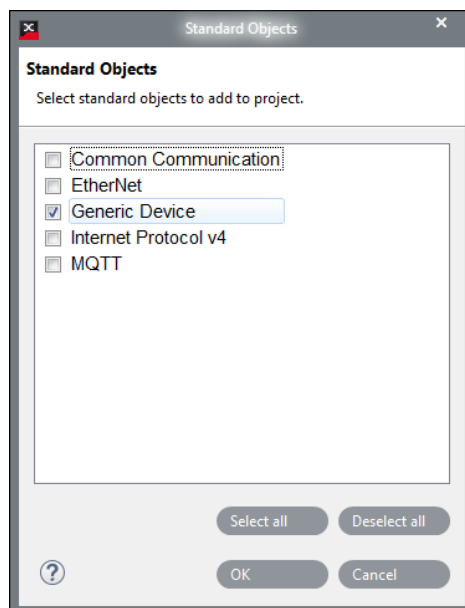 Standard Objects
Standard Objects
Select standard objects to add to project.
Common Communication
EtherNet
Generic Device
Internet Protocol v4
MQTT
Select all Deselect all
? OK Cancel